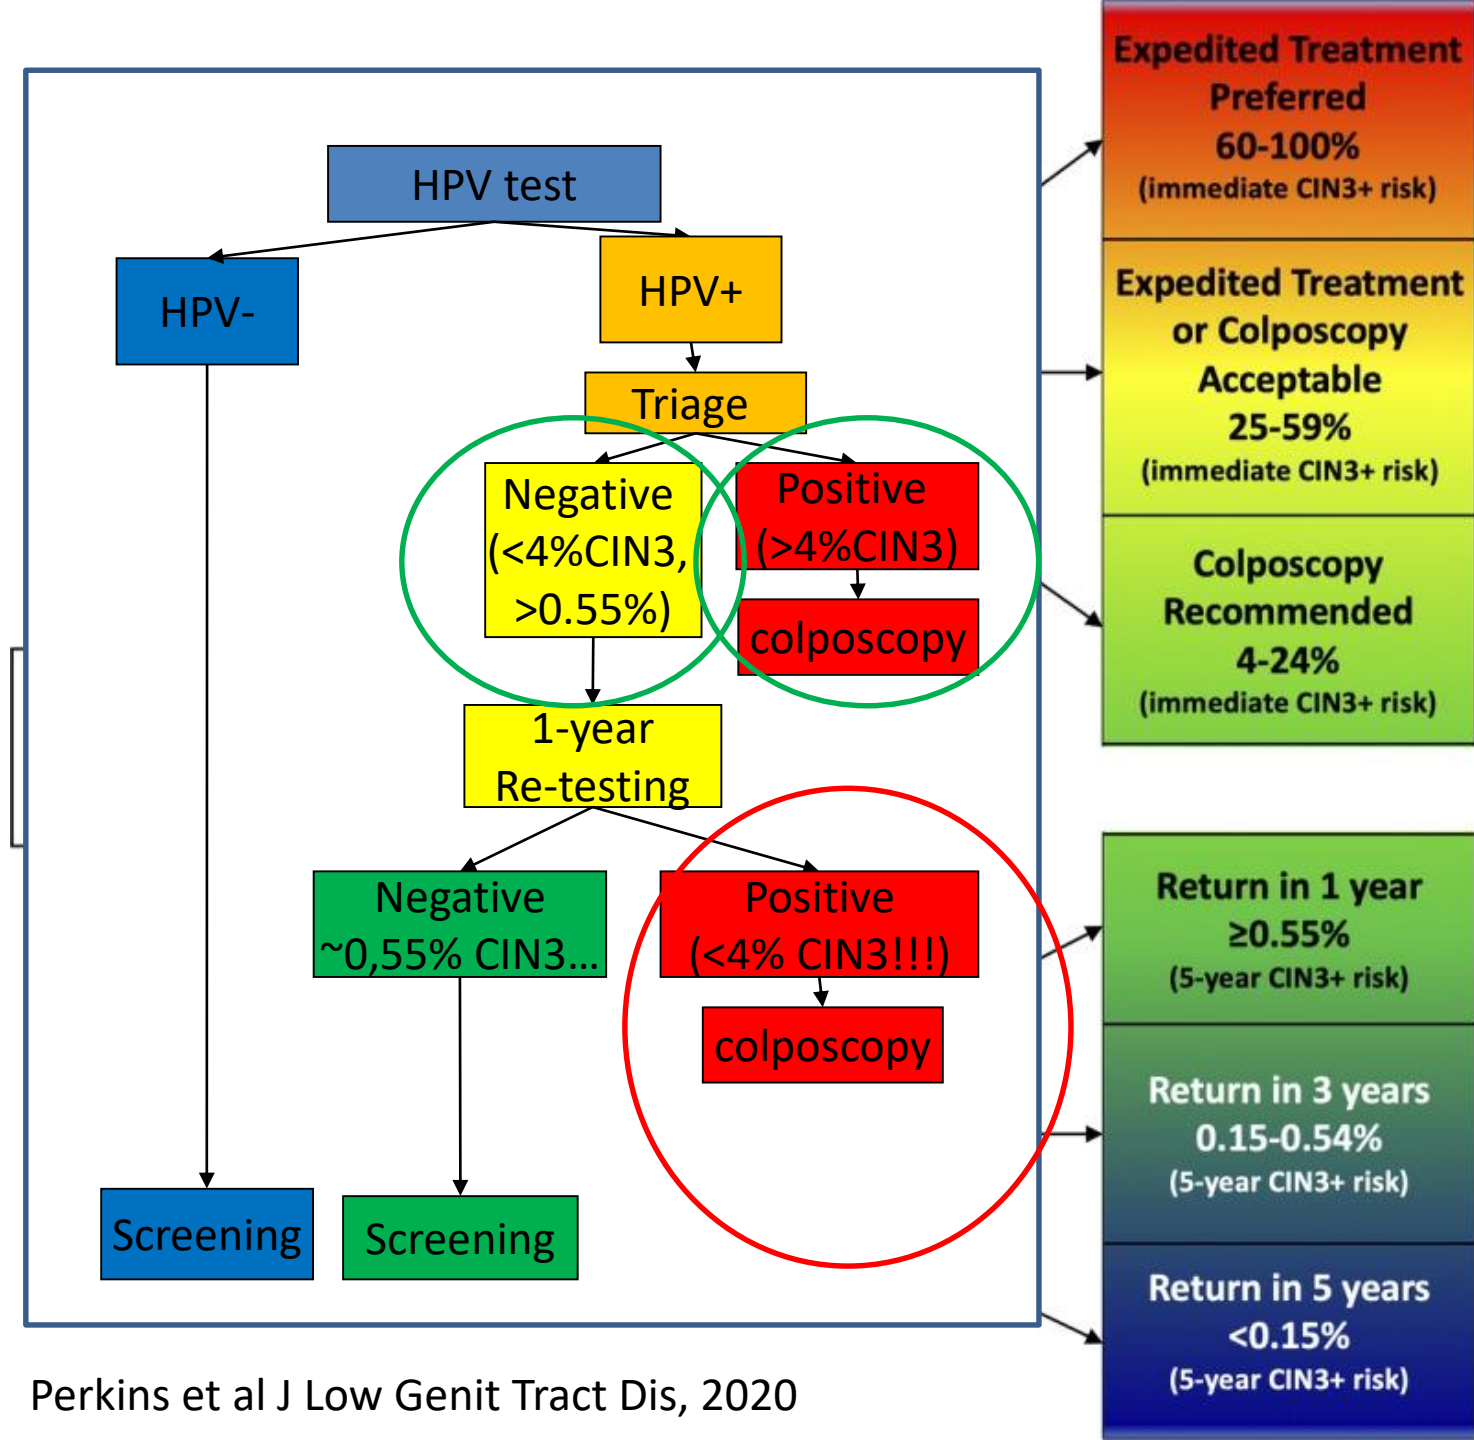 HPV test
HPV-
HPV+
Triage
Negative
(<4%CIN3,
>0.55%)
Positive
(>4%CIN3)
colposcopy
1-year
Re-testing
Negative
~0,55% CIN3...
Positive
(<4% CIN3!!!)
colposcopy
Screening
Screening
Expedited Treatment
Preferred
60-100%
(immediate CIN3+ risk)
Expedited Treatment
or Colposcopy
Acceptable
25-59%
(immediate CIN3+ risk)
Colposcopy
Recommended
4-24%
(immediate CIN3+ risk)
Return in 1 year
≥0.55%
(5-year CIN3+ risk)
Return in 3 years
0.15-0.54%
(5-year CIN3+ risk)
Return in 5 years
<0.15%
(5-year CIN3+ risk)
Perkins et al J Low Genit Tract Dis, 2020